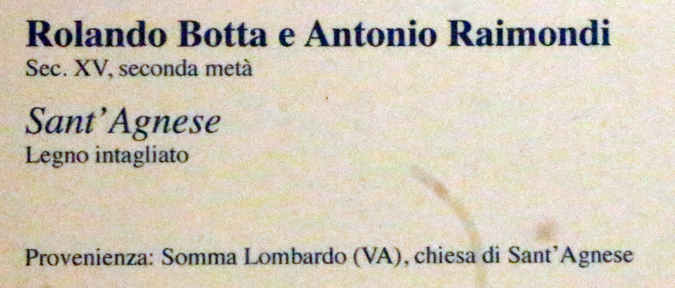 Rolando Botta e Antonio Raimondi
Sec. XV, seconda metà
Sant'Agnese
Legno intagliato
Provenienza: Somma Lombardo (VA), chiesa di Sant'Agnese